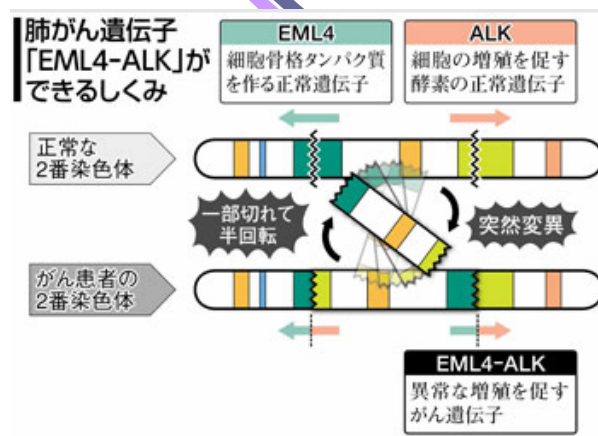 肺がん遺伝子
「EML4-ALK」が
できるしくみ
EML4
細胞骨格タンパク質
を作る正常遺伝子
ALK
細胞の増殖を促す
酵素の正常遺伝子
正常な
2番染色体
一部切れて
半回転
突然変異
がん患者の
2番染色体
EML4-ALK
異常な増殖を促す
がん遺伝子